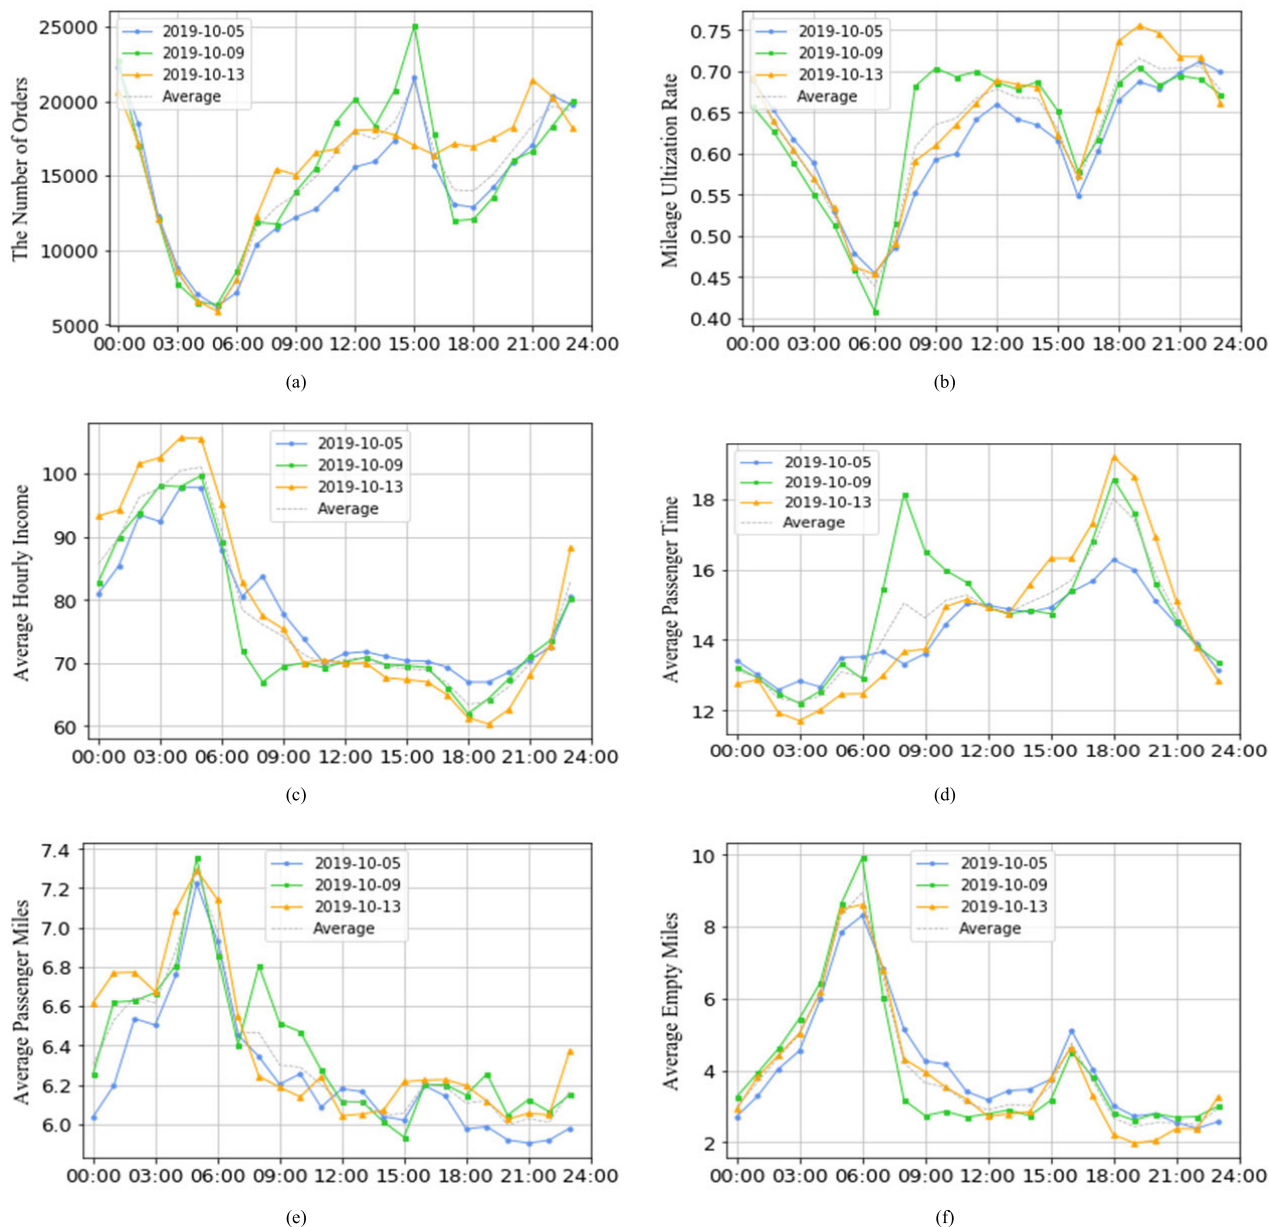 25000
20000
15000
10000
5000
The Number of Orders
2019-10-05
2019-10-09
2019-10-13
Average
00:00 03:00 06:00 09:00 12:00 15:00 18:00 21:00 24:00
(a)
0.75
0.70
0.65
0.60
0.55
0.50
0.45
0.40
Mileage Ultization Rate
2019-10-05
2019-10-09
2019-10-13
Average
00:00 03:00 06:00 09:00 12:00 15:00 18:00 21:00 24:00
(b)
100
90
80
70
60
Average Hourly Income
2019-10-05
2019-10-09
2019-10-13
Average
00:00 03:00 06:00 09:00 12:00 15:00 18:00 21:00 24:00
(c)
18
16
14
12
Average Passenger Time
2019-10-05
2019-10-09
2019-10-13
Average
00:00 03:00 06:00 09:00 12:00 15:00 18:00 21:00 24:00
(d)
7.4
7.2
7.0
6.8
6.6
6.4
6.2
6.0
Average Passenger Miles
2019-10-05
2019-10-09
2019-10-13
Average
00:00 03:00 06:00 09:00 12:00 15:00 18:00 21:00 24:00
(e)
10
8
6
4
2
Average Empty Miles
2019-10-05
2019-10-09
2019-10-13
Average
00:00 03:00 06:00 09:00 12:00 15:00 18:00 21:00 24:00
(f)